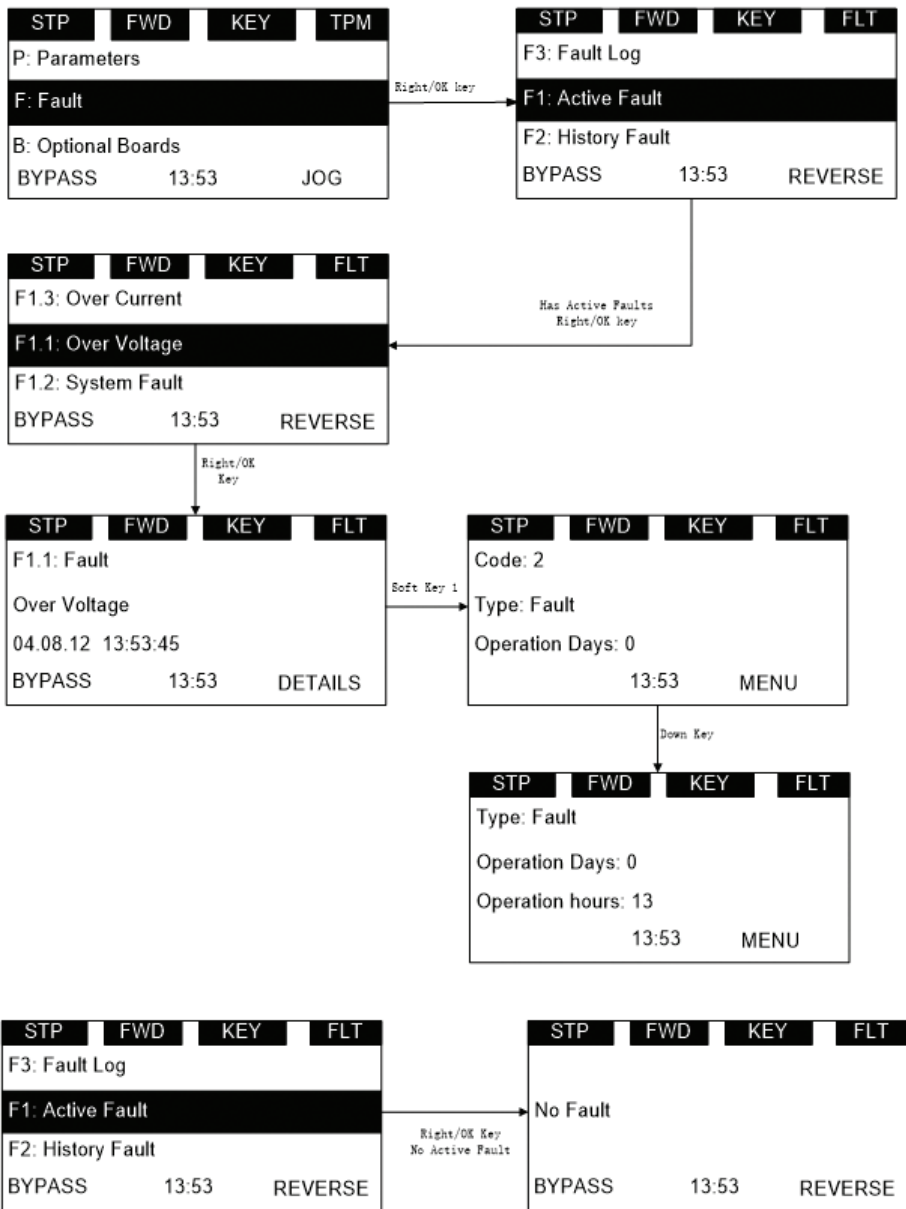 STP FWD KEY TPM
P: Parameters
F: Fault
B: Optional Boards
BYPASS 13:53 JOG
Right/OK key
STP FWD KEY FLT
F3: Fault Log
F1: Active Fault
F2: History Fault
BYPASS 13:53 REVERSE
Has Active Faults
Right/OK key
STP FWD KEY FLT
F1.3: Over Current
F1.1: Over Voltage
F1.2: System Fault
BYPASS 13:53 REVERSE
Right/OK
Key
STP FWD KEY FLT
F1.1: Fault
Over Voltage
04.08.12 13:53:45
BYPASS 13:53 DETAILS
Soft Key 1
STP FWD KEY FLT
Code: 2
Type: Fault
Operation Days: 0
13:53 MENU
Down Key
STP FWD KEY FLT
Type: Fault
Operation Days: 0
Operation hours: 13
13:53 MENU
STP FWD KEY FLT
F3: Fault Log
F1: Active Fault
F2: History Fault
BYPASS 13:53 REVERSE
Right/OK Key
No Active Fault
STP FWD KEY FLT
No Fault
BYPASS 13:53 REVERSE